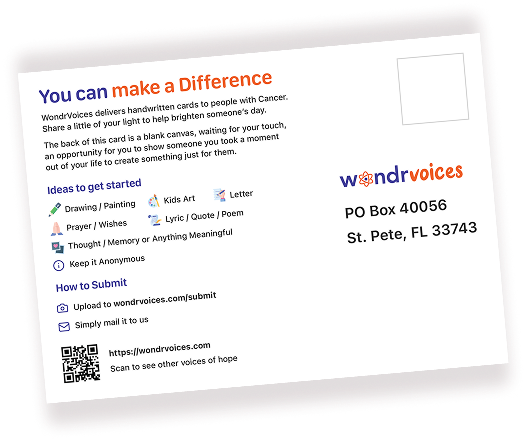 You can make a Difference
WondrVoices delivers handwritten cards to people with Cancer.
Share a little of your light to help brighten someone's day.
The back of this card is a blank canvas, waiting for your touch,
an opportunity for you to show someone you took a moment
out of your life to create something just for them.
Ideas to get started
Drawing / Painting
Kids Art
Letter
Prayer / Wishes
Lyric / Quote / Poem
Thought / Memory or Anything Meaningful
Keep it Anonymous
How to Submit
Upload to wondrvoices.com/submit
Simply mail it to us
https://wondrvoices.com
Scan to see other voices of hope
wondrvoices
PO Box 40056
St. Pete, FL 33743